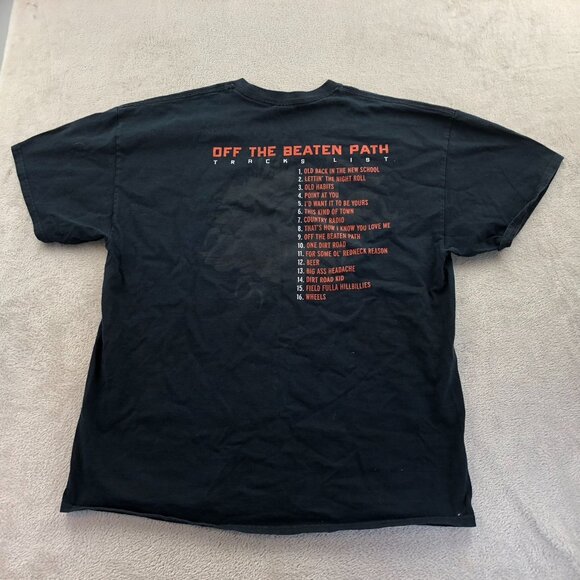 OFF THE BEATEN PATH
TRACKS LIST
1. OLD BACK IN THE NEW SCHOOL
2. LETTIN' THE NIGHT ROLL
3. OLD HABITS
4. POINT AT YOU
5. I'D WANT IT TO BE YOURS
6. THIS KIND OF TOWN
7. COUNTRY RADIO
8. THAT'S HOW I KNOW YOU LOVE ME
9. OFF THE BEATEN PATH
10. ONE DIRT ROAD
11. FOR SOME OL' REDNECK REASON
12. BEER
13. BIG ASS HEADACHE
14. DIRT ROAD KID
15. FIELD FULLA HILLBILLIES
16. WHEELS